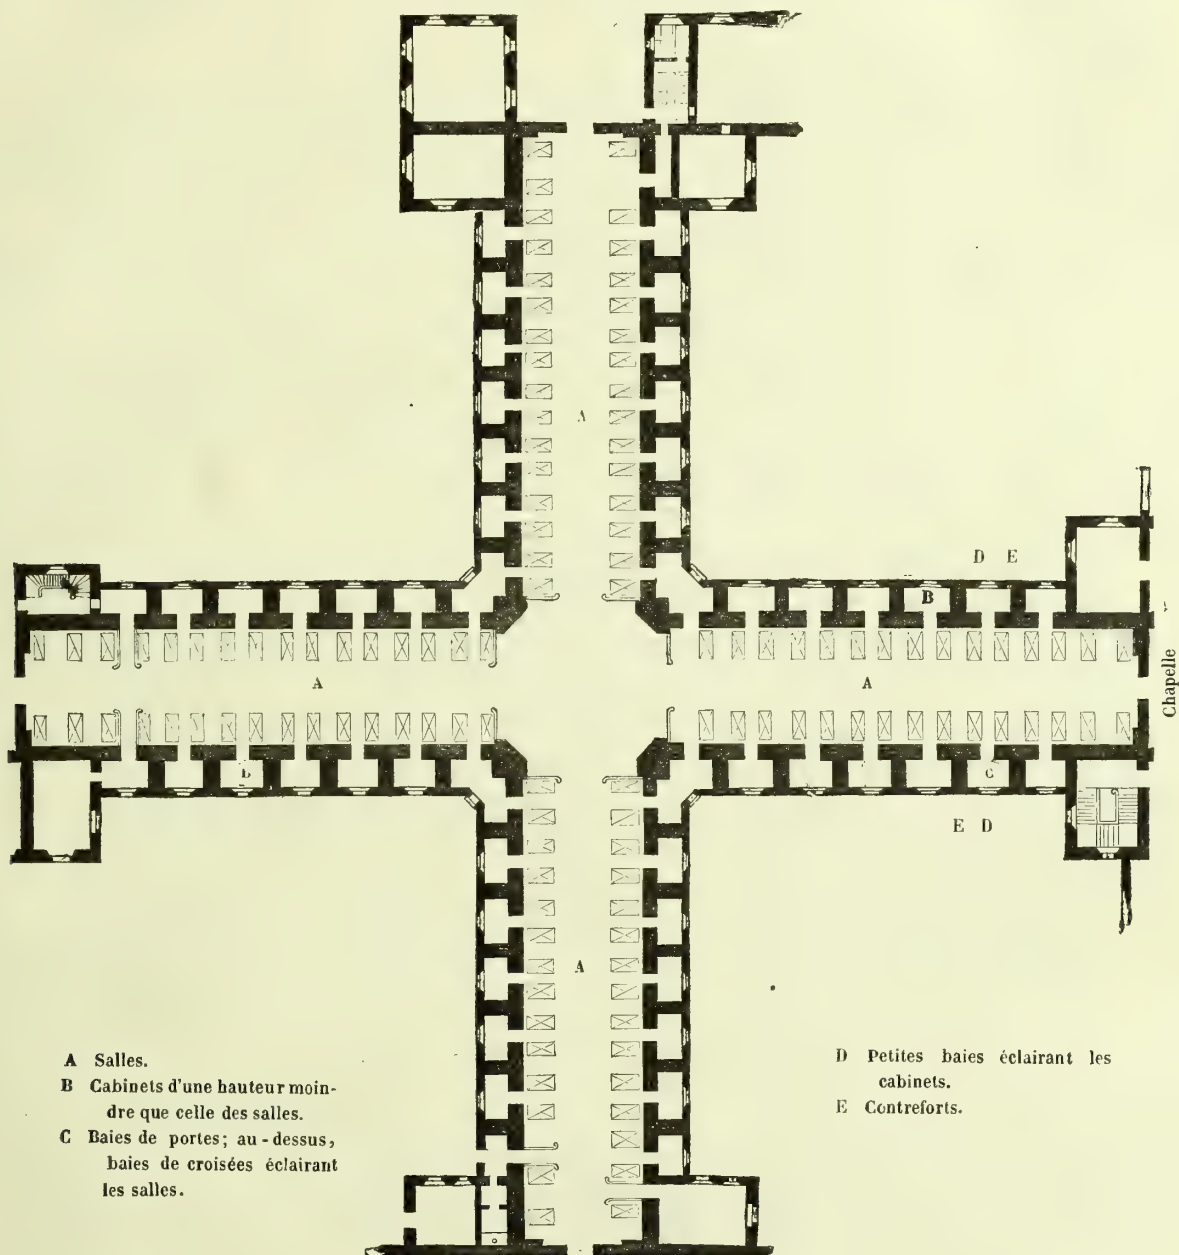 A
D E
B
A
A
Chapelle
B
C
E D
A
A Salles.
B Cabinets d'une hauteur moin-
dre que celle des salles.
C Baies de portes; au-dessus,
baies de croisées éclairant
les salles.
D Petites baies éclairant les
cabinets.
E Contreforts.